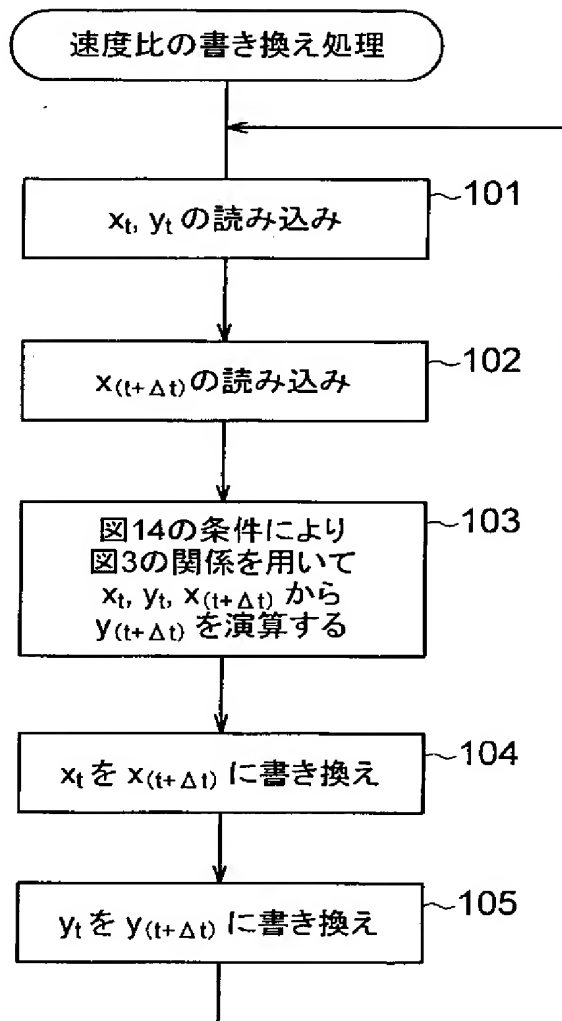 速度比の書き換え処理
xt, yt の読み込み
101
x(t+Δt) の読み込み
102
図14の条件により
図3の関係を用いて
xt, yt, x(t+Δt) から
y(t+Δt) を演算する
103
xt を x(t+Δt) に書き換え
104
yt を y(t+Δt) に書き換え
105